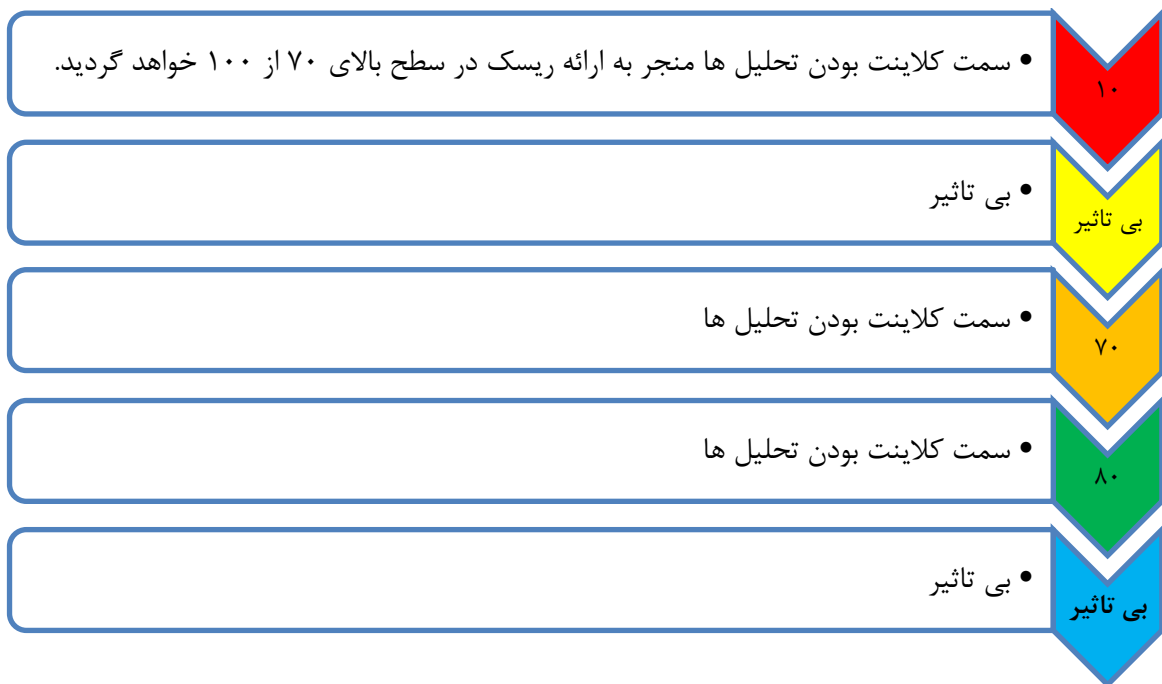 ۱۰
• سمت کلاینت بودن تحلیل ها منجر به ارائه ریسک در سطح بالای ۷۰ از ۱۰۰ خواهد گردید.
بی تاثیر
• بی تاثیر
۷۰
• سمت کلاینت بودن تحلیل ها
۸۰
• سمت کلاینت بودن تحلیل ها
بی تاثیر
• بی تاثیر